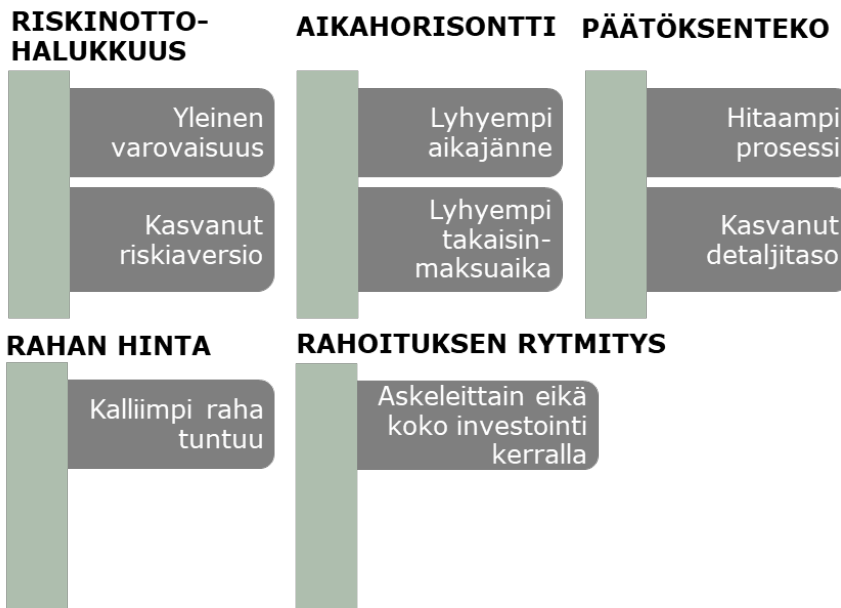 RISKINOTTO-
HALUKKUUS
Yleinen
varovaisuus
Kasvanut
riskiaversio
AIKAHORISONTTI
Lyhyempi
aikajänne
Lyhyempi
takaisin-
maksuaika
PÄÄTÖKSENTEKO
Hitaampi
prosessi
Kasvanut
detaljitaso
RAHAN HINTA
Kalliimpi raha
tuntuu
RAHOITUKSEN RYTMITYS
Askeleittain eikä
koko investointi
kerralla